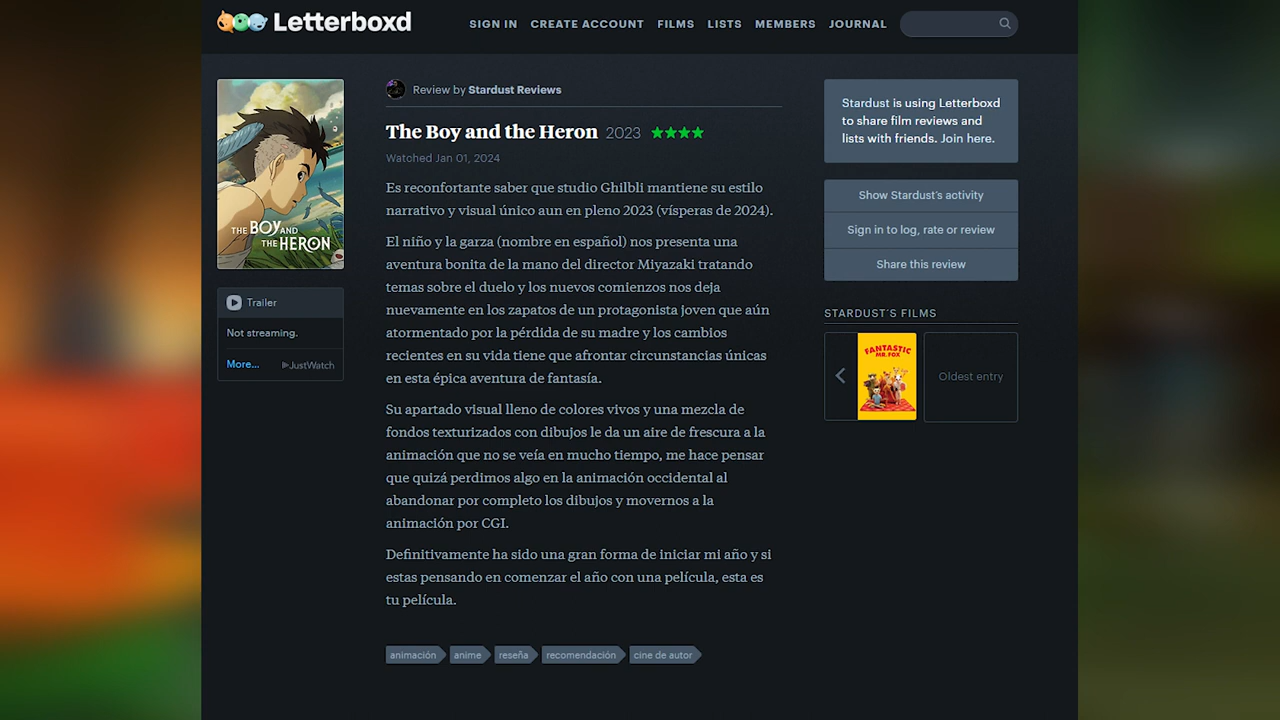 Letterboxd
SIGN IN CREATE ACCOUNT FILMS LISTS MEMBERS JOURNAL
THE BOY AND
THE HERON
Trailer
Not streaming.
More... JustWatch
Review by Stardust Reviews
The Boy and the Heron 2023 ★★★★
Watched Jan 01, 2024
Es reconfortante saber que studio Ghilbli mantiene su estilo
narrativo y visual único aun en pleno 2023 (vísperas de 2024).
El niño y la garza (nombre en español) nos presenta una
aventura bonita de la mano del director Miyazaki tratando
temas sobre el duelo y los nuevos comienzos nos deja
nuevamente en los zapatos de un protagonista joven que aún
atormentado por la pérdida de su madre y los cambios
recientes en su vida tiene que afrontar circunstancias únicas
en esta épica aventura de fantasía.
Su apartado visual lleno de colores vivos y una mezcla de
fondos texturizados con dibujos le da un aire de frescura a la
animación que no se veía en mucho tiempo, me hace pensar
que quizá perdimos algo en la animación occidental al
abandonar por completo los dibujos y movernos a la
animación por CGI.
Definitivamente ha sido una gran forma de iniciar mi año y si
estas pensando en comenzar el año con una película, esta es
tu película.
animación anime reseña recomendación cine de autor
Stardust is using Letterboxd
to share film reviews and
lists with friends. Join here.
Show Stardust's activity
Sign in to log, rate or review
Share this review
STARDUST'S FILMS
FANTASTIC
MR. FOX
Oldest entry